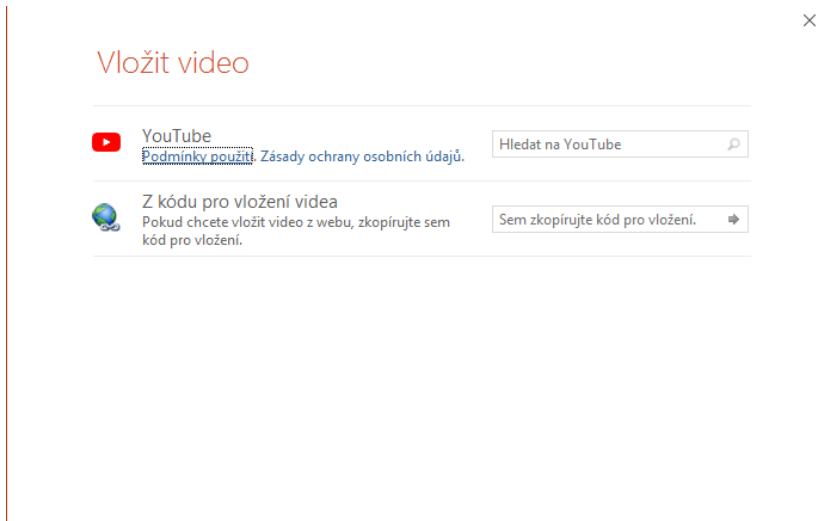 Vložit video
YouTube
Podmínky použití. Zásady ochrany osobních údajů.
Hledat na YouTube
Z kódu pro vložení videa
Pokud chcete vložit video z webu, zkopírujte sem
kód pro vložení.
Sem zkopírujte kód pro vložení.